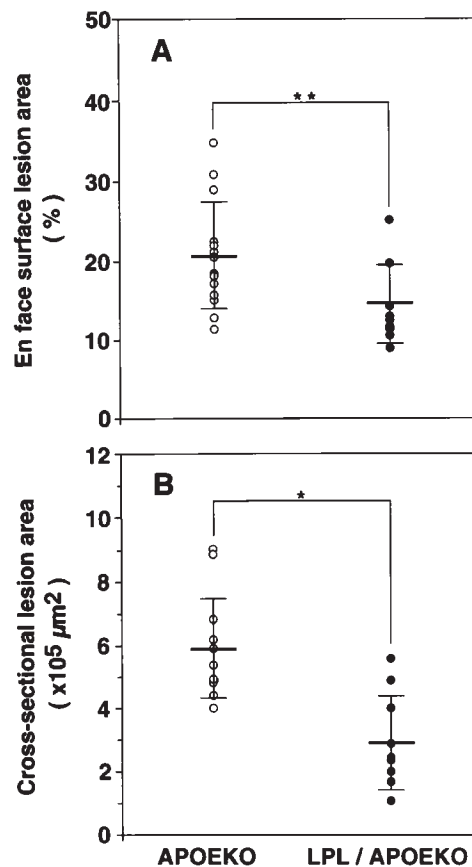 A
**
En face surface lesion area
( % )
50
40
30
20
10
0
B
*
Cross-sectional lesion area
( x10⁵ µm² )
12
10
8
6
4
2
0
APOEKO LPL / APOEKO